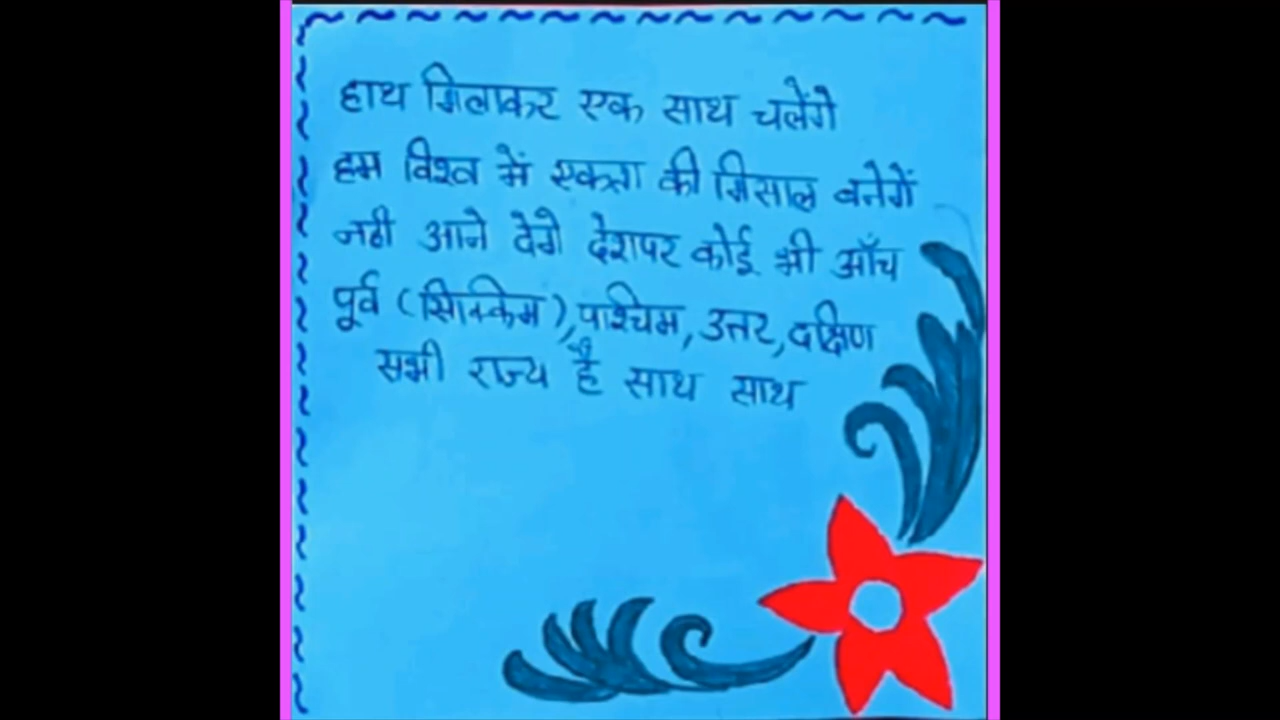 हाथ मिलाकर एक साथ चलेंगे
हम विश्व में एकता की मिसाल बनेगें
नही आने देगे देशपर कोई भी आँच
पूर्व (सिक्किम), पश्चिम, उत्तर, दक्षिण
सभी राज्य है साथ साथ